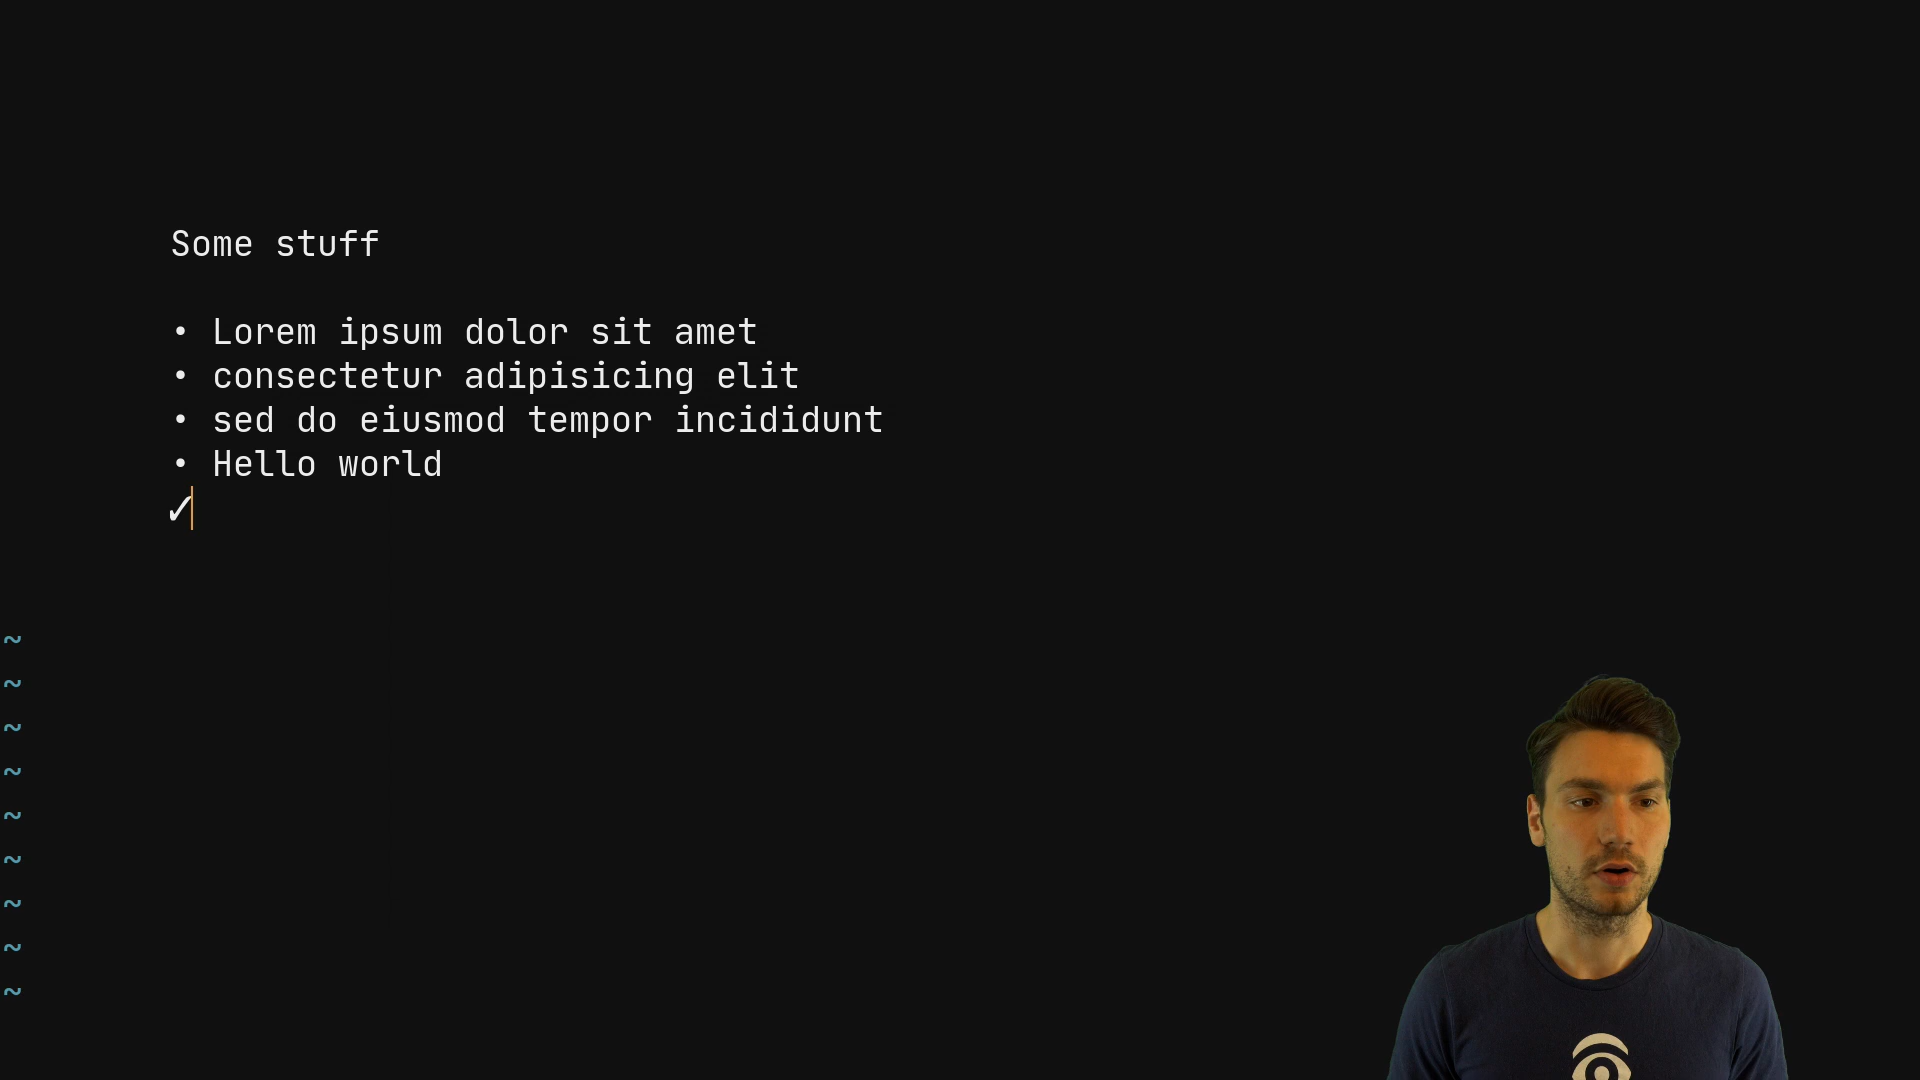 Some stuff
• Lorem ipsum dolor sit amet
• consectetur adipisicing elit
• sed do eiusmod tempor incididunt
• Hello world
✓
~
~
~
~
~
~
~
~
~